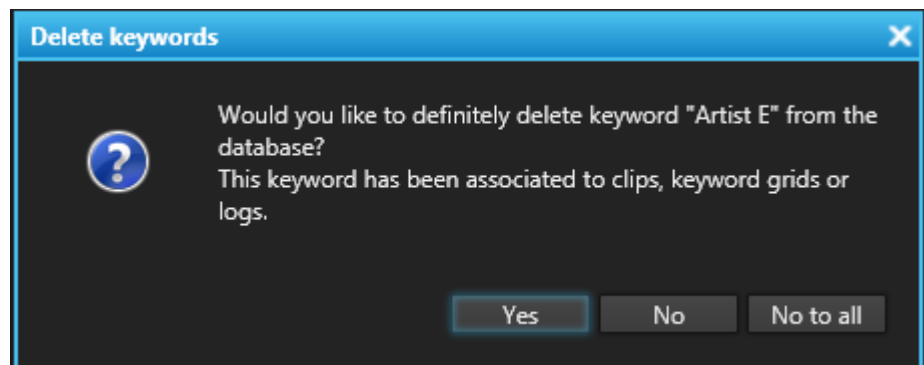 Delete keywords
Would you like to definitely delete keyword "Artist E" from the
database?
This keyword has been associated to clips, keyword grids or
logs.
Yes No No to all